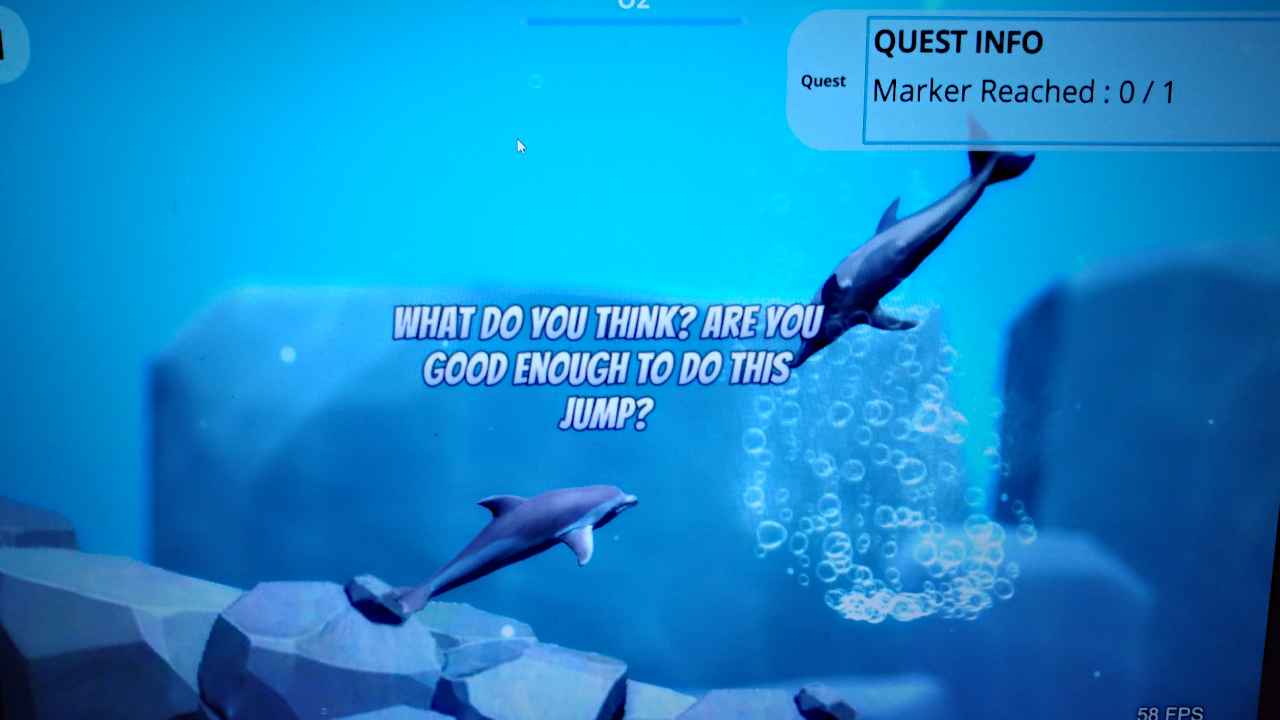 O2
QUEST INFO
Quest
Marker Reached : 0 / 1
WHAT DO YOU THINK? ARE YOU
GOOD ENOUGH TO DO THIS
JUMP?
58 FPS